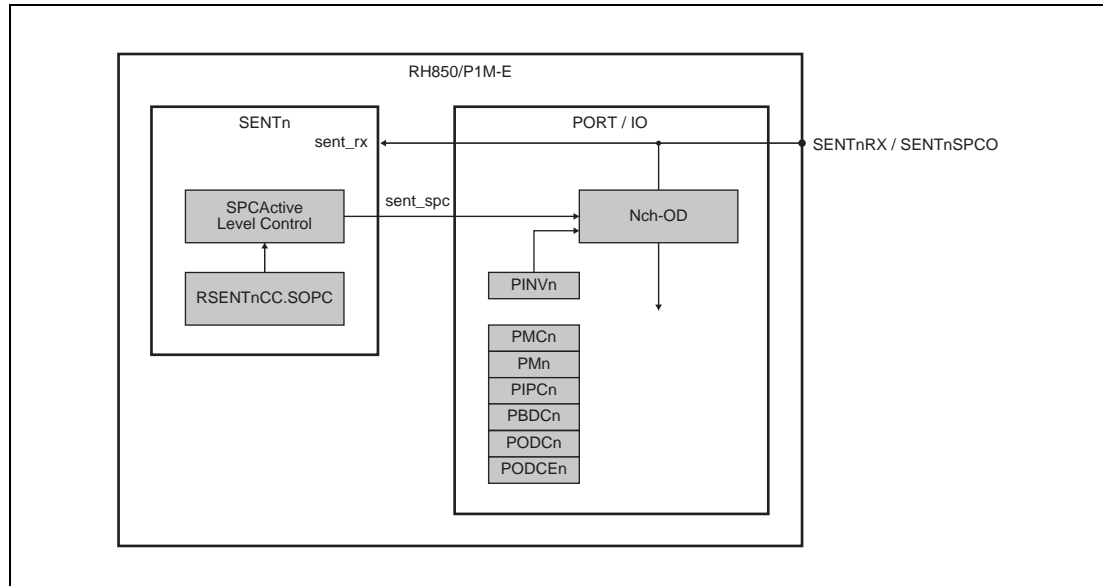 RH850/P1M-E
SENTn
PORT / IO
sent_rx
SENTnRX / SENTnSPCO
SPCActive
Level Control
sent_spc
Nch-OD
RSENTnCC.SOPC
PINVn
PMCn
PMn
PIPCn
PBDCn
PODCn
PODCEn